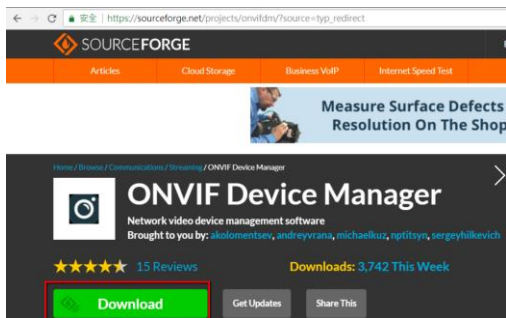 安全 | https://sourceforge.net/projects/onvifdm/?source=typ_redirect
SOURCEFORGE
Articles Cloud Storage Business VoIP Internet Speed Test
Measure Surface Defects
Resolution On The Shop
Home / Browse / Communications / Streaming / ONVIF Device Manager
ONVIF Device Manager
Network video device management software
Brought to you by: akolomentsev, andreyvrana, michaelkuz, nptitsyn, sergeyhilkevich
15 Reviews Downloads: 3,742 This Week
Download Get Updates Share This